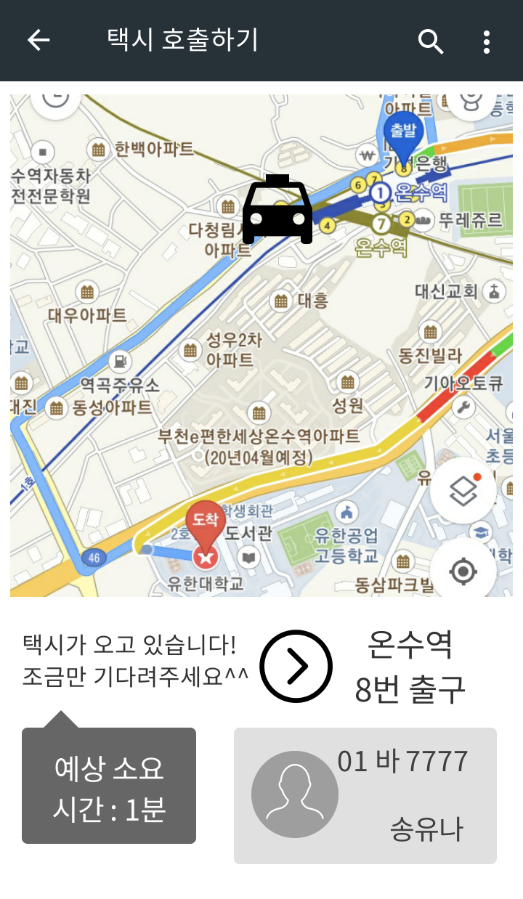 택시 호출하기
아파트
출발
한백아파트
은행
8
수역자동차
전전문학원
6
7
1
온수역
다청림
아파트
4
7
2
뚜레쥬르
온수역
대우아파트
대흥
대신교회
교
성우2차
아파트
동진빌라
역곡주유소
기아오토큐
대진
동성아파트
성원
부천e편한세상온수역아파트
(20년04월예정)
서울
초등
1호
도착
학생회관
2호
도서관
유한공업
고등학교
46
유한대학교
동삼파크빌
택시가 오고 있습니다!
조금만 기다려주세요^^
온수역
8번 출구
예상 소요
시간 : 1분
01 바 7777
송유나